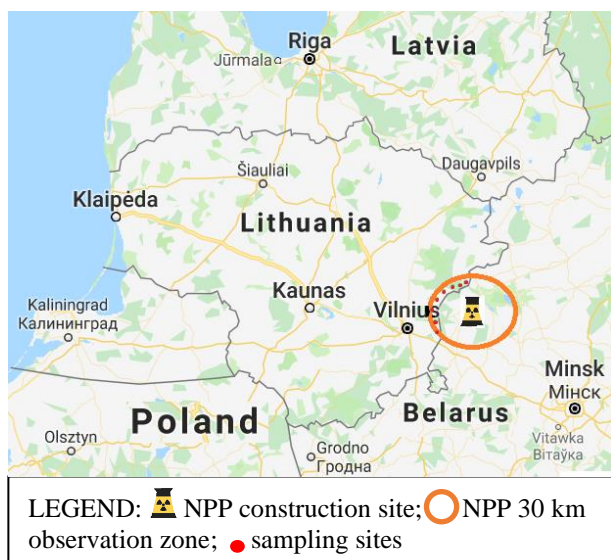 Riga
Latvia
Jūrmala
Daugavpils
Šiauliai
Klaipėda
Lithuania
Kaunas
Vilnius
Kaliningrad
Калининград
Minsk
Мінск
Poland
Belarus
Vitawka
Вітаўка
Olsztyn
Grodno
Гродна
LEGEND: NPP construction site; NPP 30 km
observation zone; sampling sites